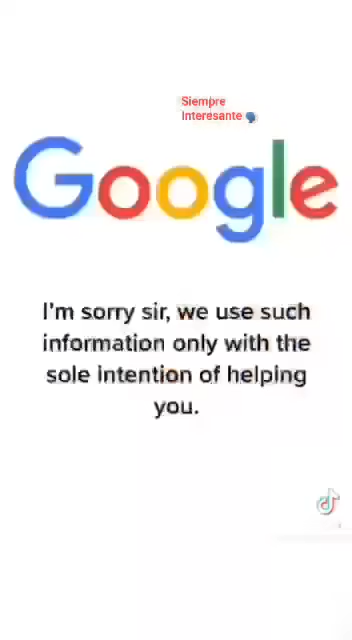 Siempre
Interesante
Google
I'm sorry sir, we use such
information only with the
sole intention of helping
you.